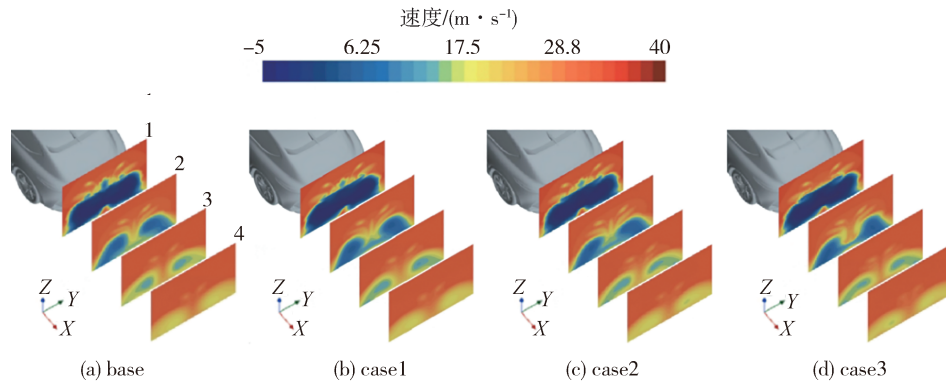 速度/(m·s⁻¹)
-5 6.25 17.5 28.8 40
1
2
3
4
Z Y X
Z Y X
Z Y X
Z Y X
(a) base (b) case1 (c) case2 (d) case3